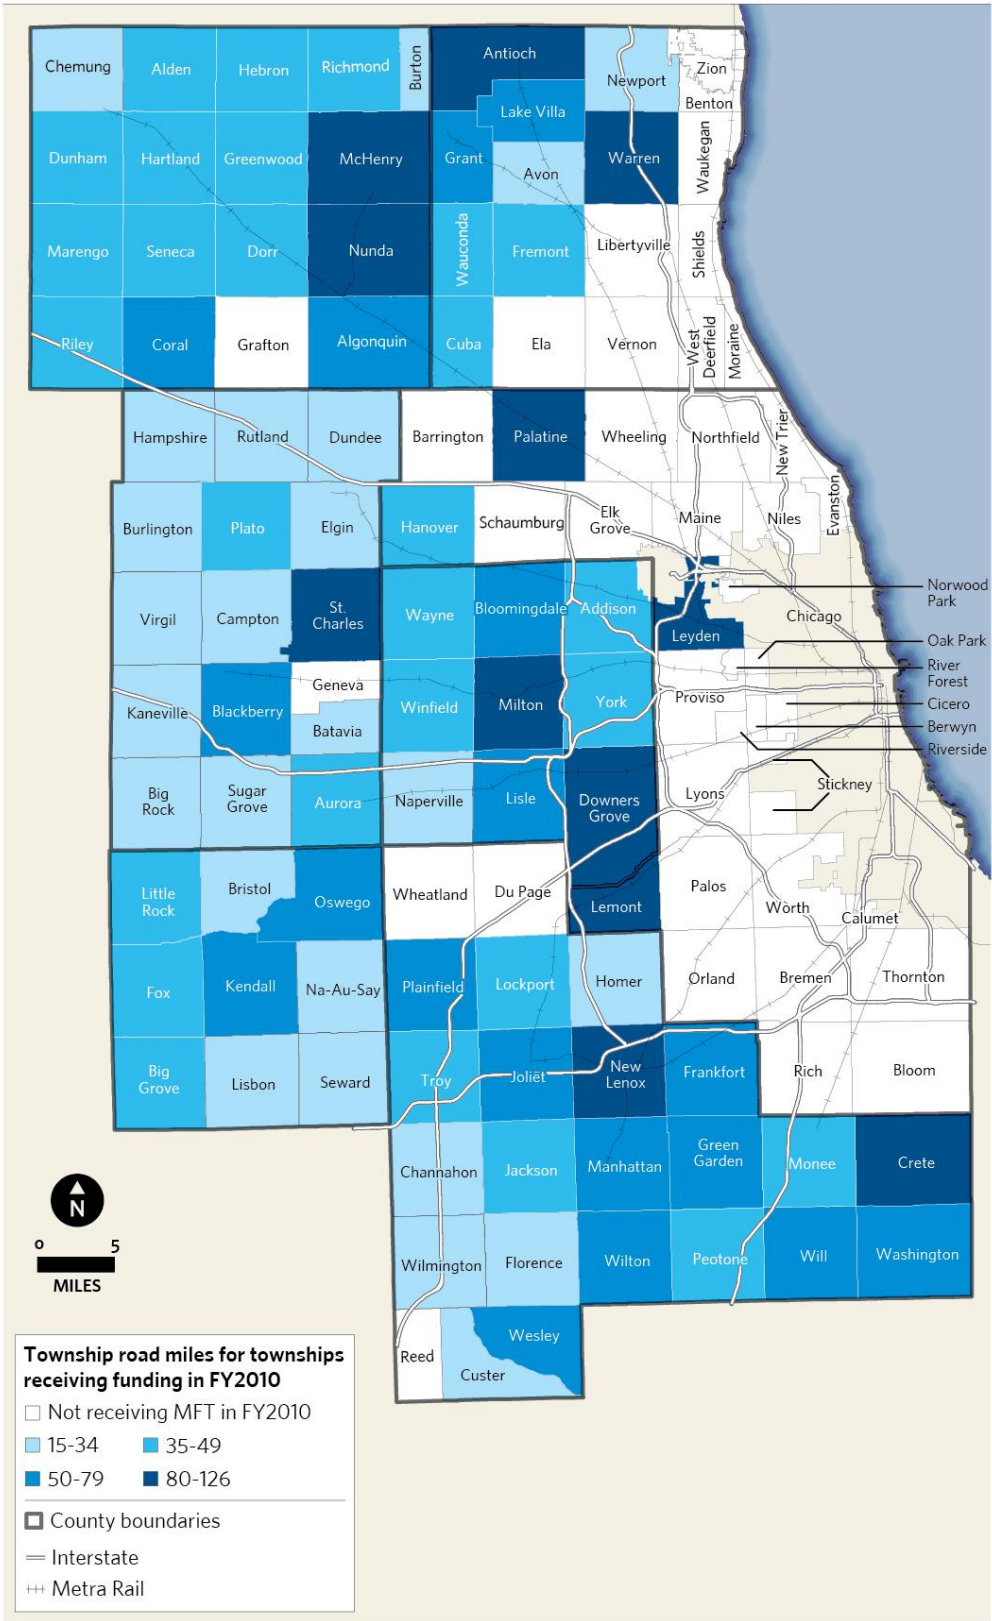 Chemung
Alden
Hebron
Richmond
Burton
Antioch
Newport
Zion
Benton
Lake Villa
Dunham
Hartland
Greenwood
McHenry
Grant
Avon
Warren
Waukegan
Marengo
Seneca
Dorr
Nunda
Wauconda
Fremont
Libertyville
Shields
Riley
Coral
Grafton
Algonquin
Cuba
Ela
Vernon
West
Deerfield
Moraine
Hampshire
Rutland
Dundee
Barrington
Palatine
Wheeling
Northfield
New Trier
Burlington
Plato
Elgin
Hanover
Schaumburg
Elk
Grove
Maine
Niles
Evanston
Virgil
Campton
St.
Charles
Wayne
Bloomingdale
Addison
Leyden
Chicago
Norwood
Park
Oak Park
River
Forest
Cicero
Berwyn
Riverside
Kaneville
Blackberry
Geneva
Batavia
Winfield
Milton
York
Proviso
Big
Rock
Sugar
Grove
Aurora
Naperville
Lisle
Downers
Grove
Lyons
Stickney
Little
Rock
Bristol
Oswego
Wheatland
Du Page
Lemont
Palos
Worth
Calumet
Fox
Kendall
Na-Au-Say
Plainfield
Lockport
Homer
Orland
Bremen
Thornton
Big
Grove
Lisbon
Seward
Troy
Joliet
New
Lenox
Frankfort
Rich
Bloom
Channahon
Jackson
Manhattan
Green
Garden
Monee
Crete
Wilmington
Florence
Wilton
Peotone
Will
Washington
Reed
Custer
Wesley
N
0 5
MILES
Township road miles for townships
receiving funding in FY2010
Not receiving MFT in FY2010
15-34 35-49
50-79 80-126
County boundaries
Interstate
Metra Rail